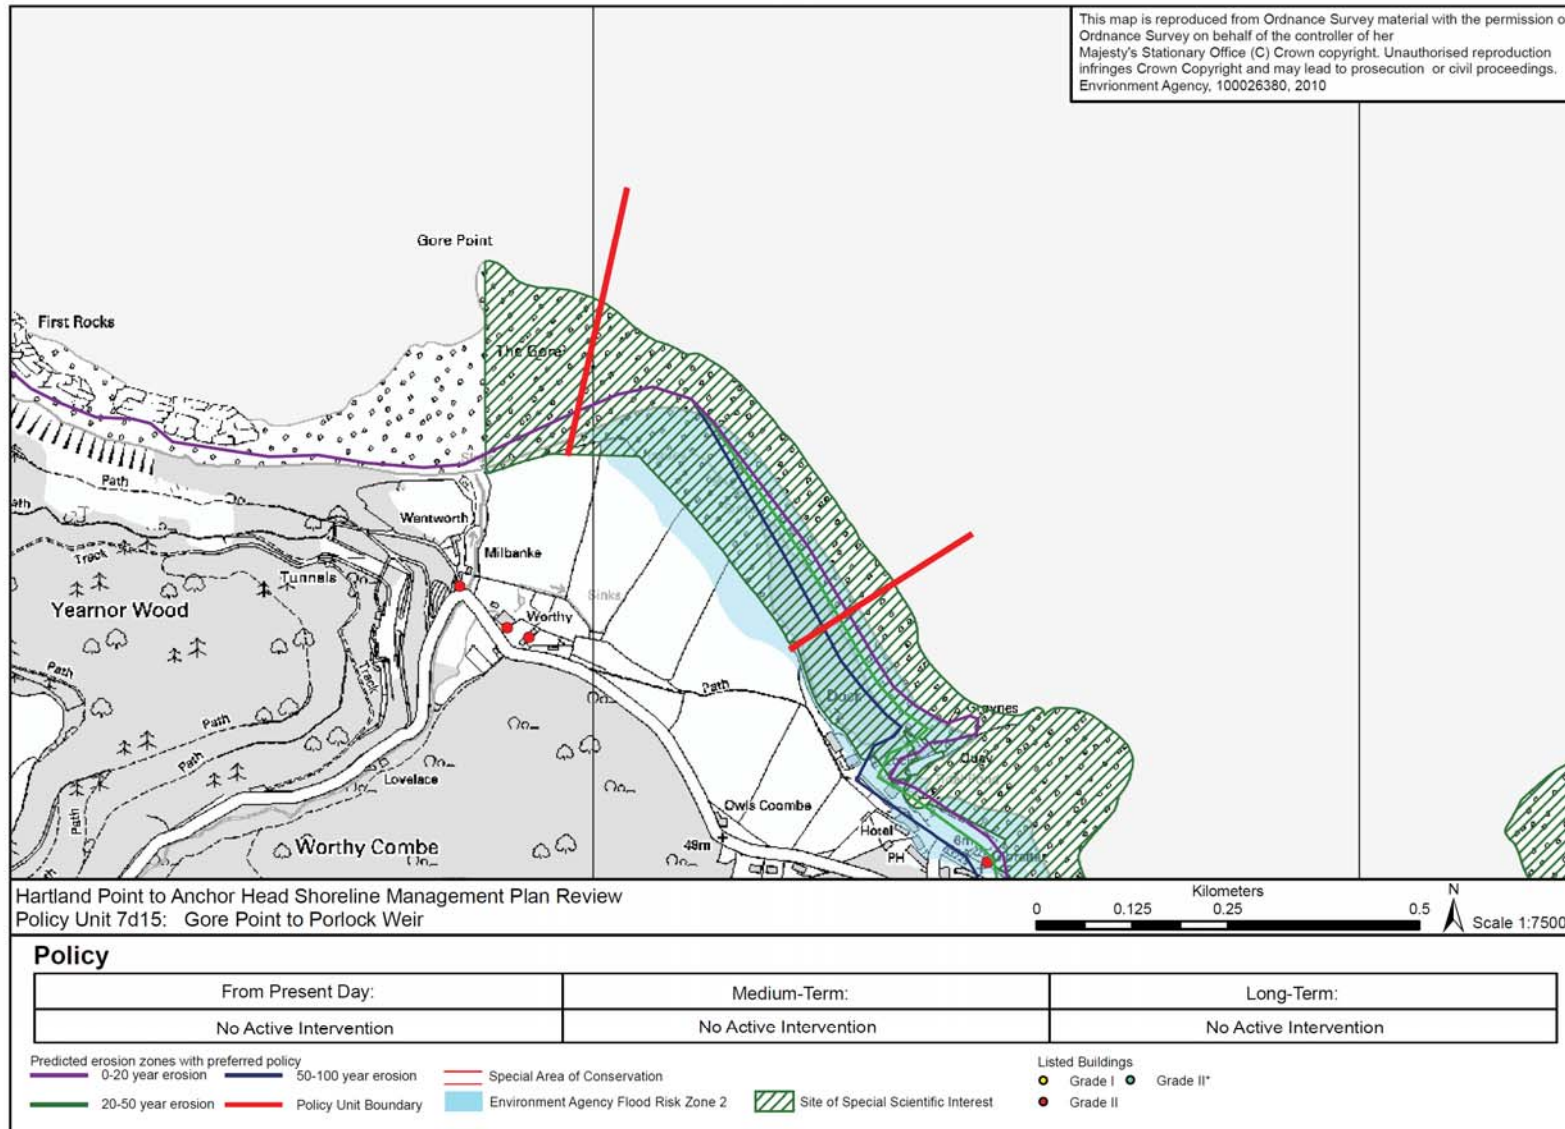 This map is reproduced from Ordnance Survey material with the permission o
Ordnance Survey on behalf of the controller of her
Majesty's Stationary Office (C) Crown copyright. Unauthorised reproduction
infringes Crown Copyright and may lead to prosecution or civil proceedings.
Envrionment Agency, 100026380, 2010
Gore Point
First Rocks
The Gore
Path
ath
Wentworth
Track
Milbanke
Tunnels
Sinks
Yearnor Wood
Worthy
Path
Track
Path
Path
Duck
Groynes
Path
Quay
Lovelace
Path
Owls Coombe
Hotel
49m
6m
Worthy Combe
PH
Hartland Point to Anchor Head Shoreline Management Plan Review
Policy Unit 7d15: Gore Point to Porlock Weir
Kilometers
0 0.125 0.25 0.5
N
Scale 1:7500
Policy
From Present Day: Medium-Term: Long-Term:
No Active Intervention No Active Intervention No Active Intervention
Predicted erosion zones with preferred policy
0-20 year erosion 50-100 year erosion Special Area of Conservation
20-50 year erosion Policy Unit Boundary Environment Agency Flood Risk Zone 2 Site of Special Scientific Interest
Listed Buildings
Grade I Grade II*
Grade II